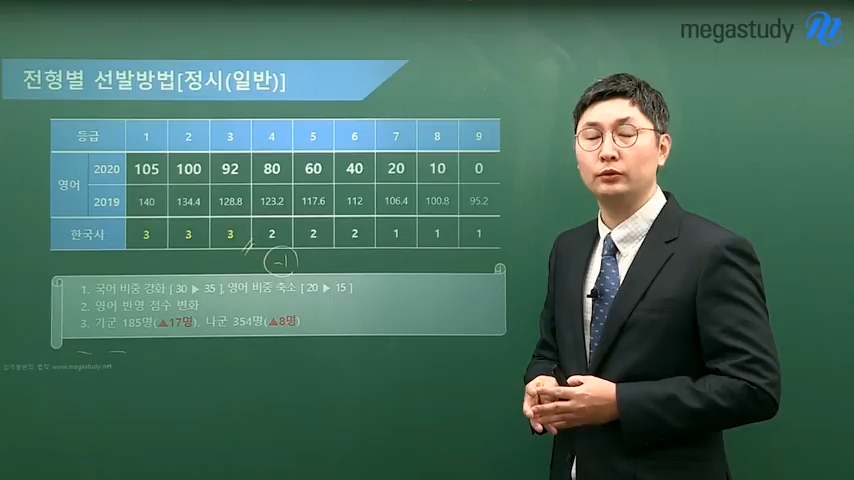 megastudy
전형별 선발방법[정시(일반)]
등급 1 2 3 4 5 6 7 8 9
영어 2020 105 100 92 80 60 40 20 10 0
2019 140 134.4 128.8 123.2 117.6 112 106.4 100.8 95.2
한국사 3 3 3 2 2 2 1 1 1
-1
1. 국어 비중 강화[ 30 ▶ 35 ], 영어 비중 축소[ 20 ▶ 15 ]
2. 영어 반영 점수 변화
3. 가군 185명(▲17명), 나군 354명(▲8명)
www.megastudy.net